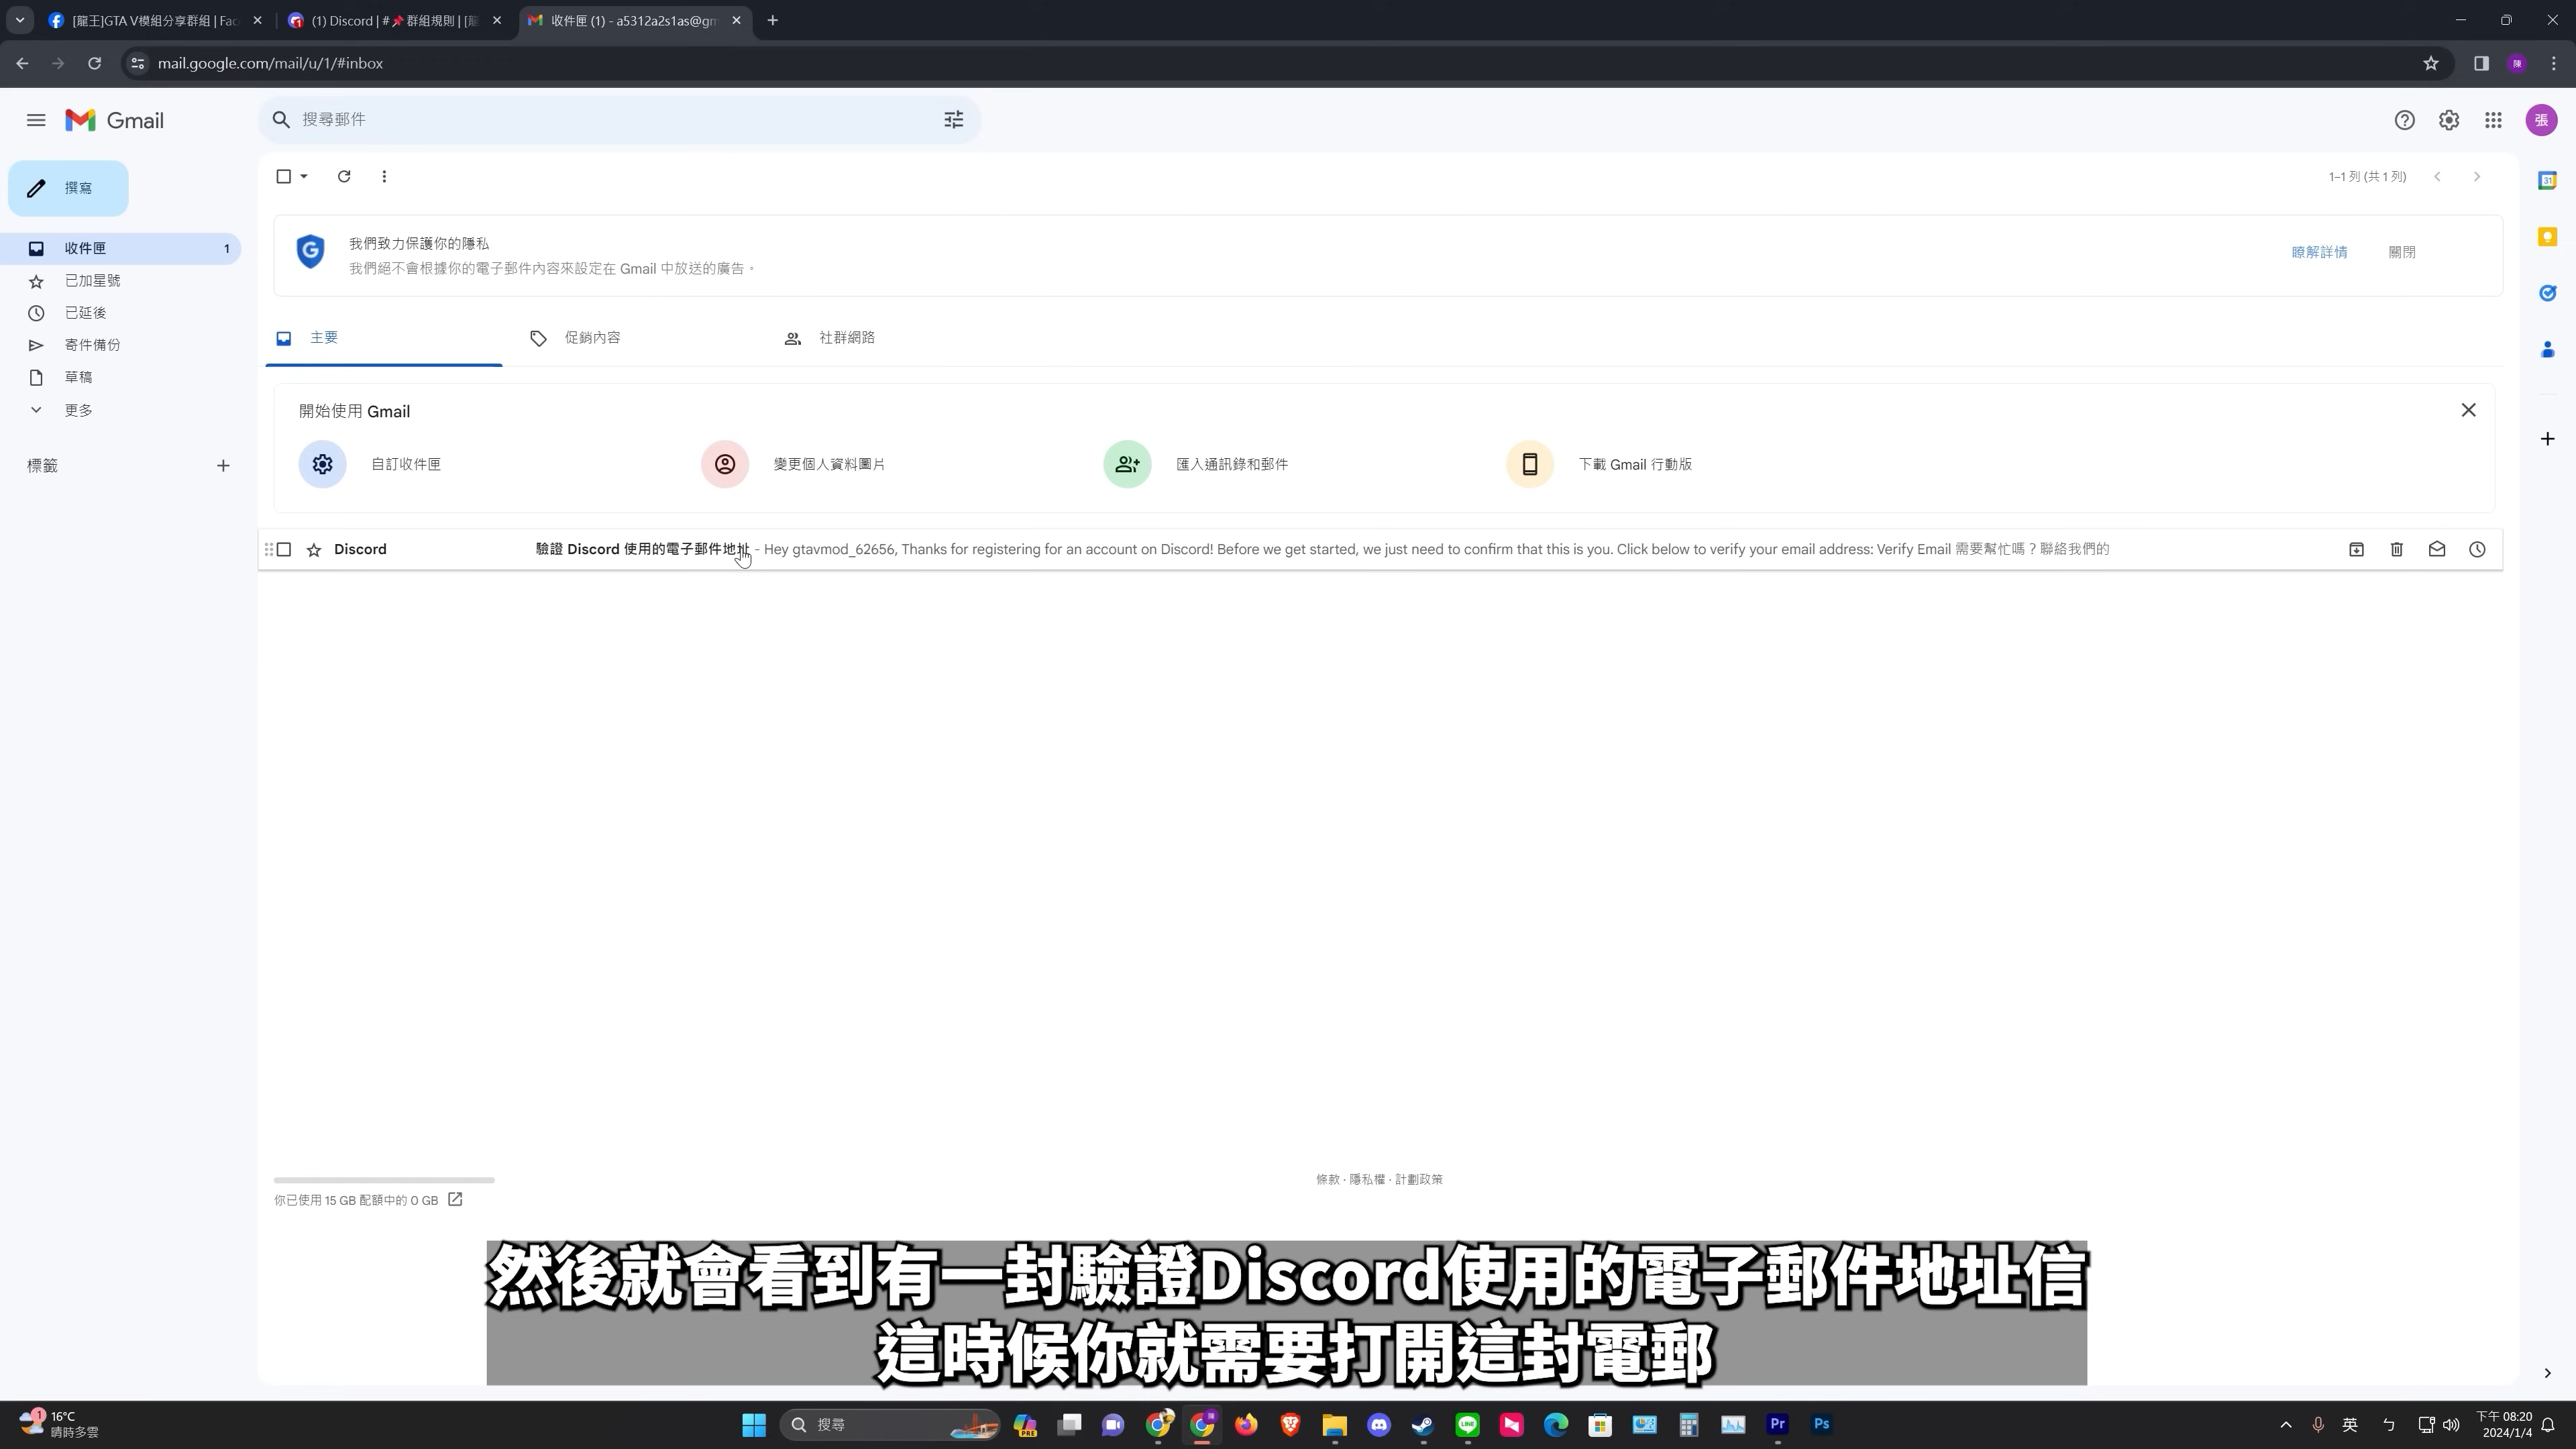 [龍王]GTA V模組分享群組 | Fac
(1) Discord | #📌群組規則 | [龍
收件匣 (1) - a5312a2s1as@gm
mail.google.com/mail/u/1/#inbox
陳
Gmail
搜尋郵件
張
撰寫
1–1 列 (共 1 列)
收件匣
1
已加星號
已延後
寄件備份
草稿
更多
標籤
我們致力保護你的隱私
我們絕不會根據你的電子郵件內容來設定在 Gmail 中放送的廣告。
瞭解詳情
關閉
主要
促銷內容
社群網路
開始使用 Gmail
自訂收件匣
變更個人資料圖片
匯入通訊錄和郵件
下載 Gmail 行動版
Discord
驗證 Discord 使用的電子郵件地址 - Hey gtavmod_62656, Thanks for registering for an account on Discord! Before we get started, we just need to confirm that this is you. Click below to verify your email address: Verify Email 需要幫忙嗎？聯絡我們的
31
條款 · 隱私權 · 計劃政策
你已使用 15 GB 配額中的 0 GB
然後就會看到有一封驗證Discord使用的電子郵件地址信
這時候你就需要打開這封電郵
1
16°C
晴時多雲
搜尋
PRE
LINE
Pr
Ps
英
ㄅ
下午 08:20
2024/1/4